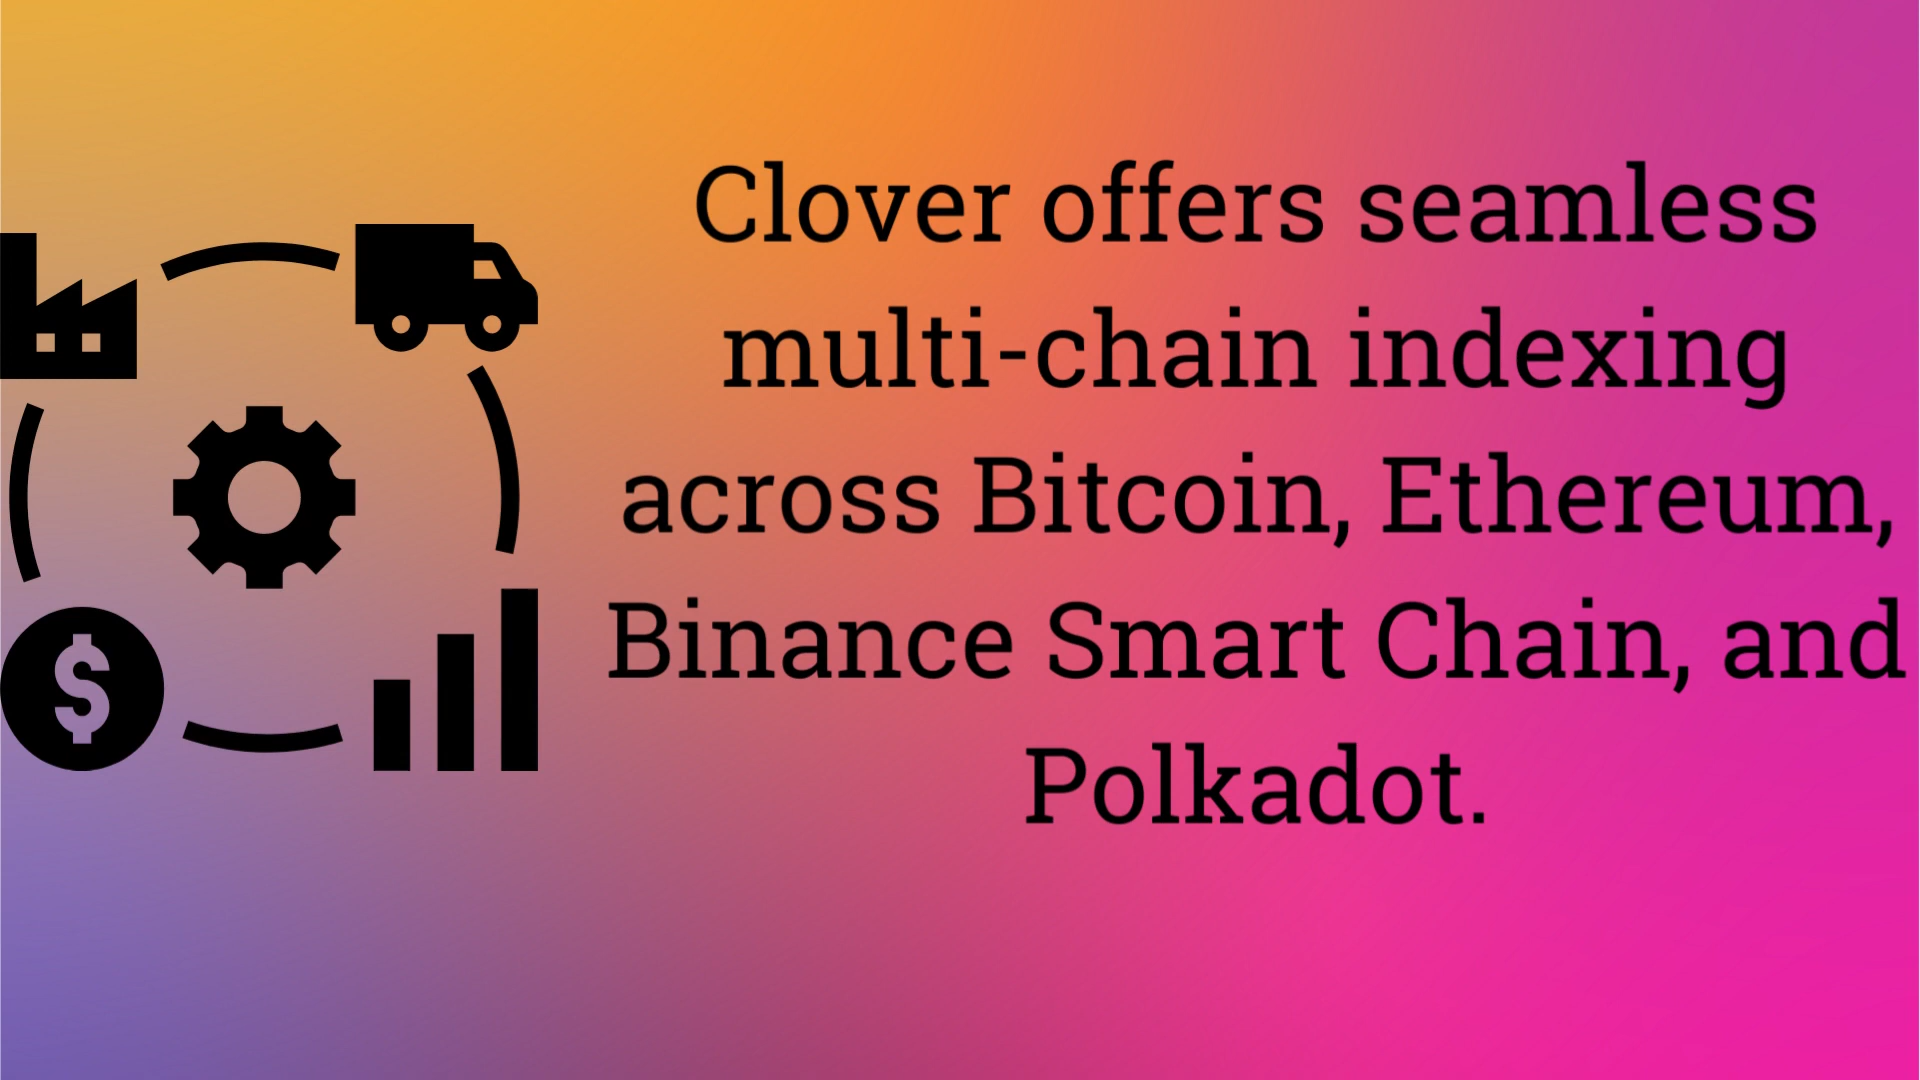 Clover offers seamless
multi-chain indexing
across Bitcoin, Ethereum,
Binance Smart Chain, and
Polkadot.
$